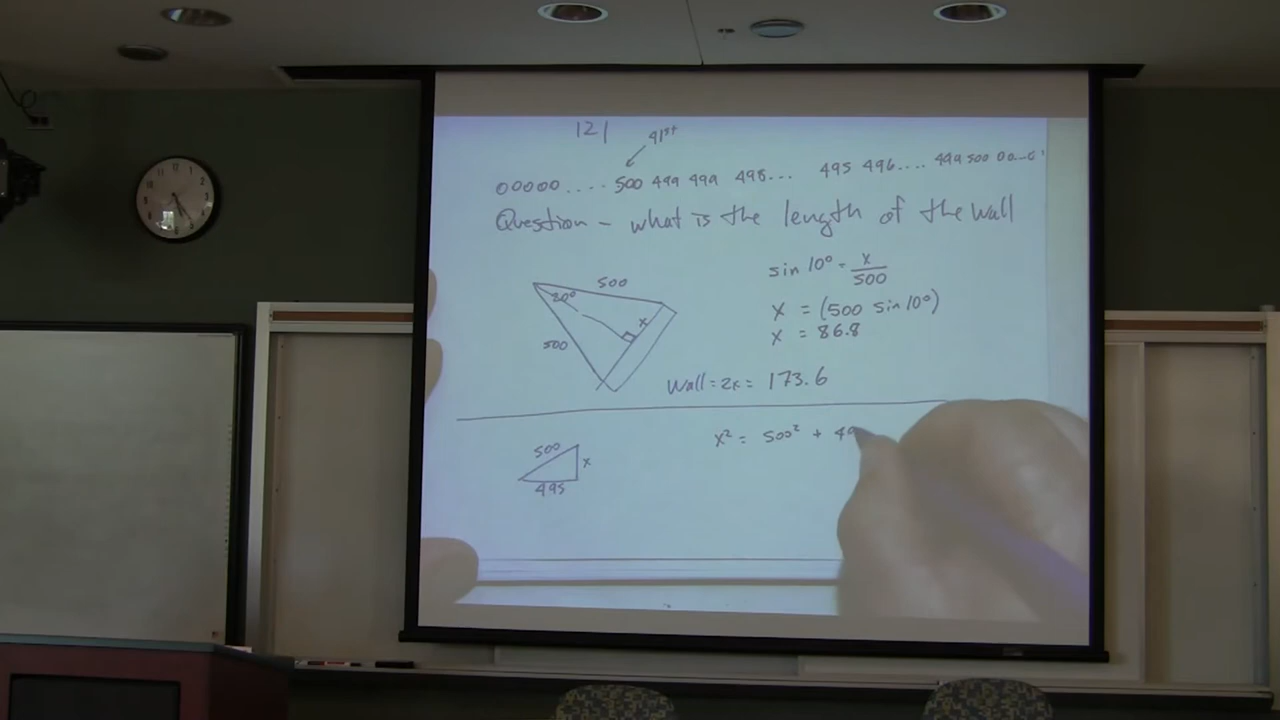 121
41st
00000.... 500 499 499 498... 495 496.... 499 500 00...0
Question - what is the length of the wall
500
20°
x
500
sin 10° = x/500
x = (500 sin 10°)
x = 86.8
Wall = 2x = 173.6
500
x
495
x² = 500² + 49